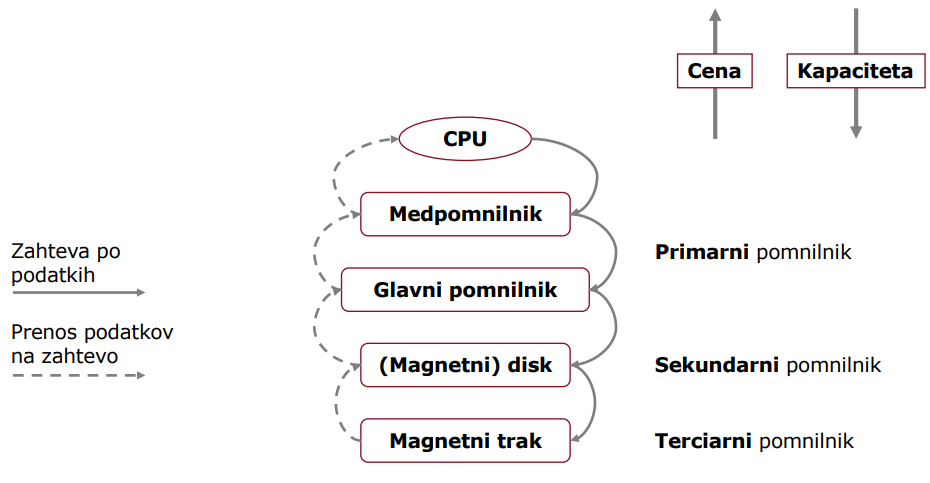 Cena
Kapaciteta
CPU
Medpomnilnik
Zahteva po
podatkih
Primarni pomnilnik
Glavni pomnilnik
Prenos podatkov
na zahtevo
(Magnetni) disk
Sekundarni pomnilnik
Magnetni trak
Terciarni pomnilnik